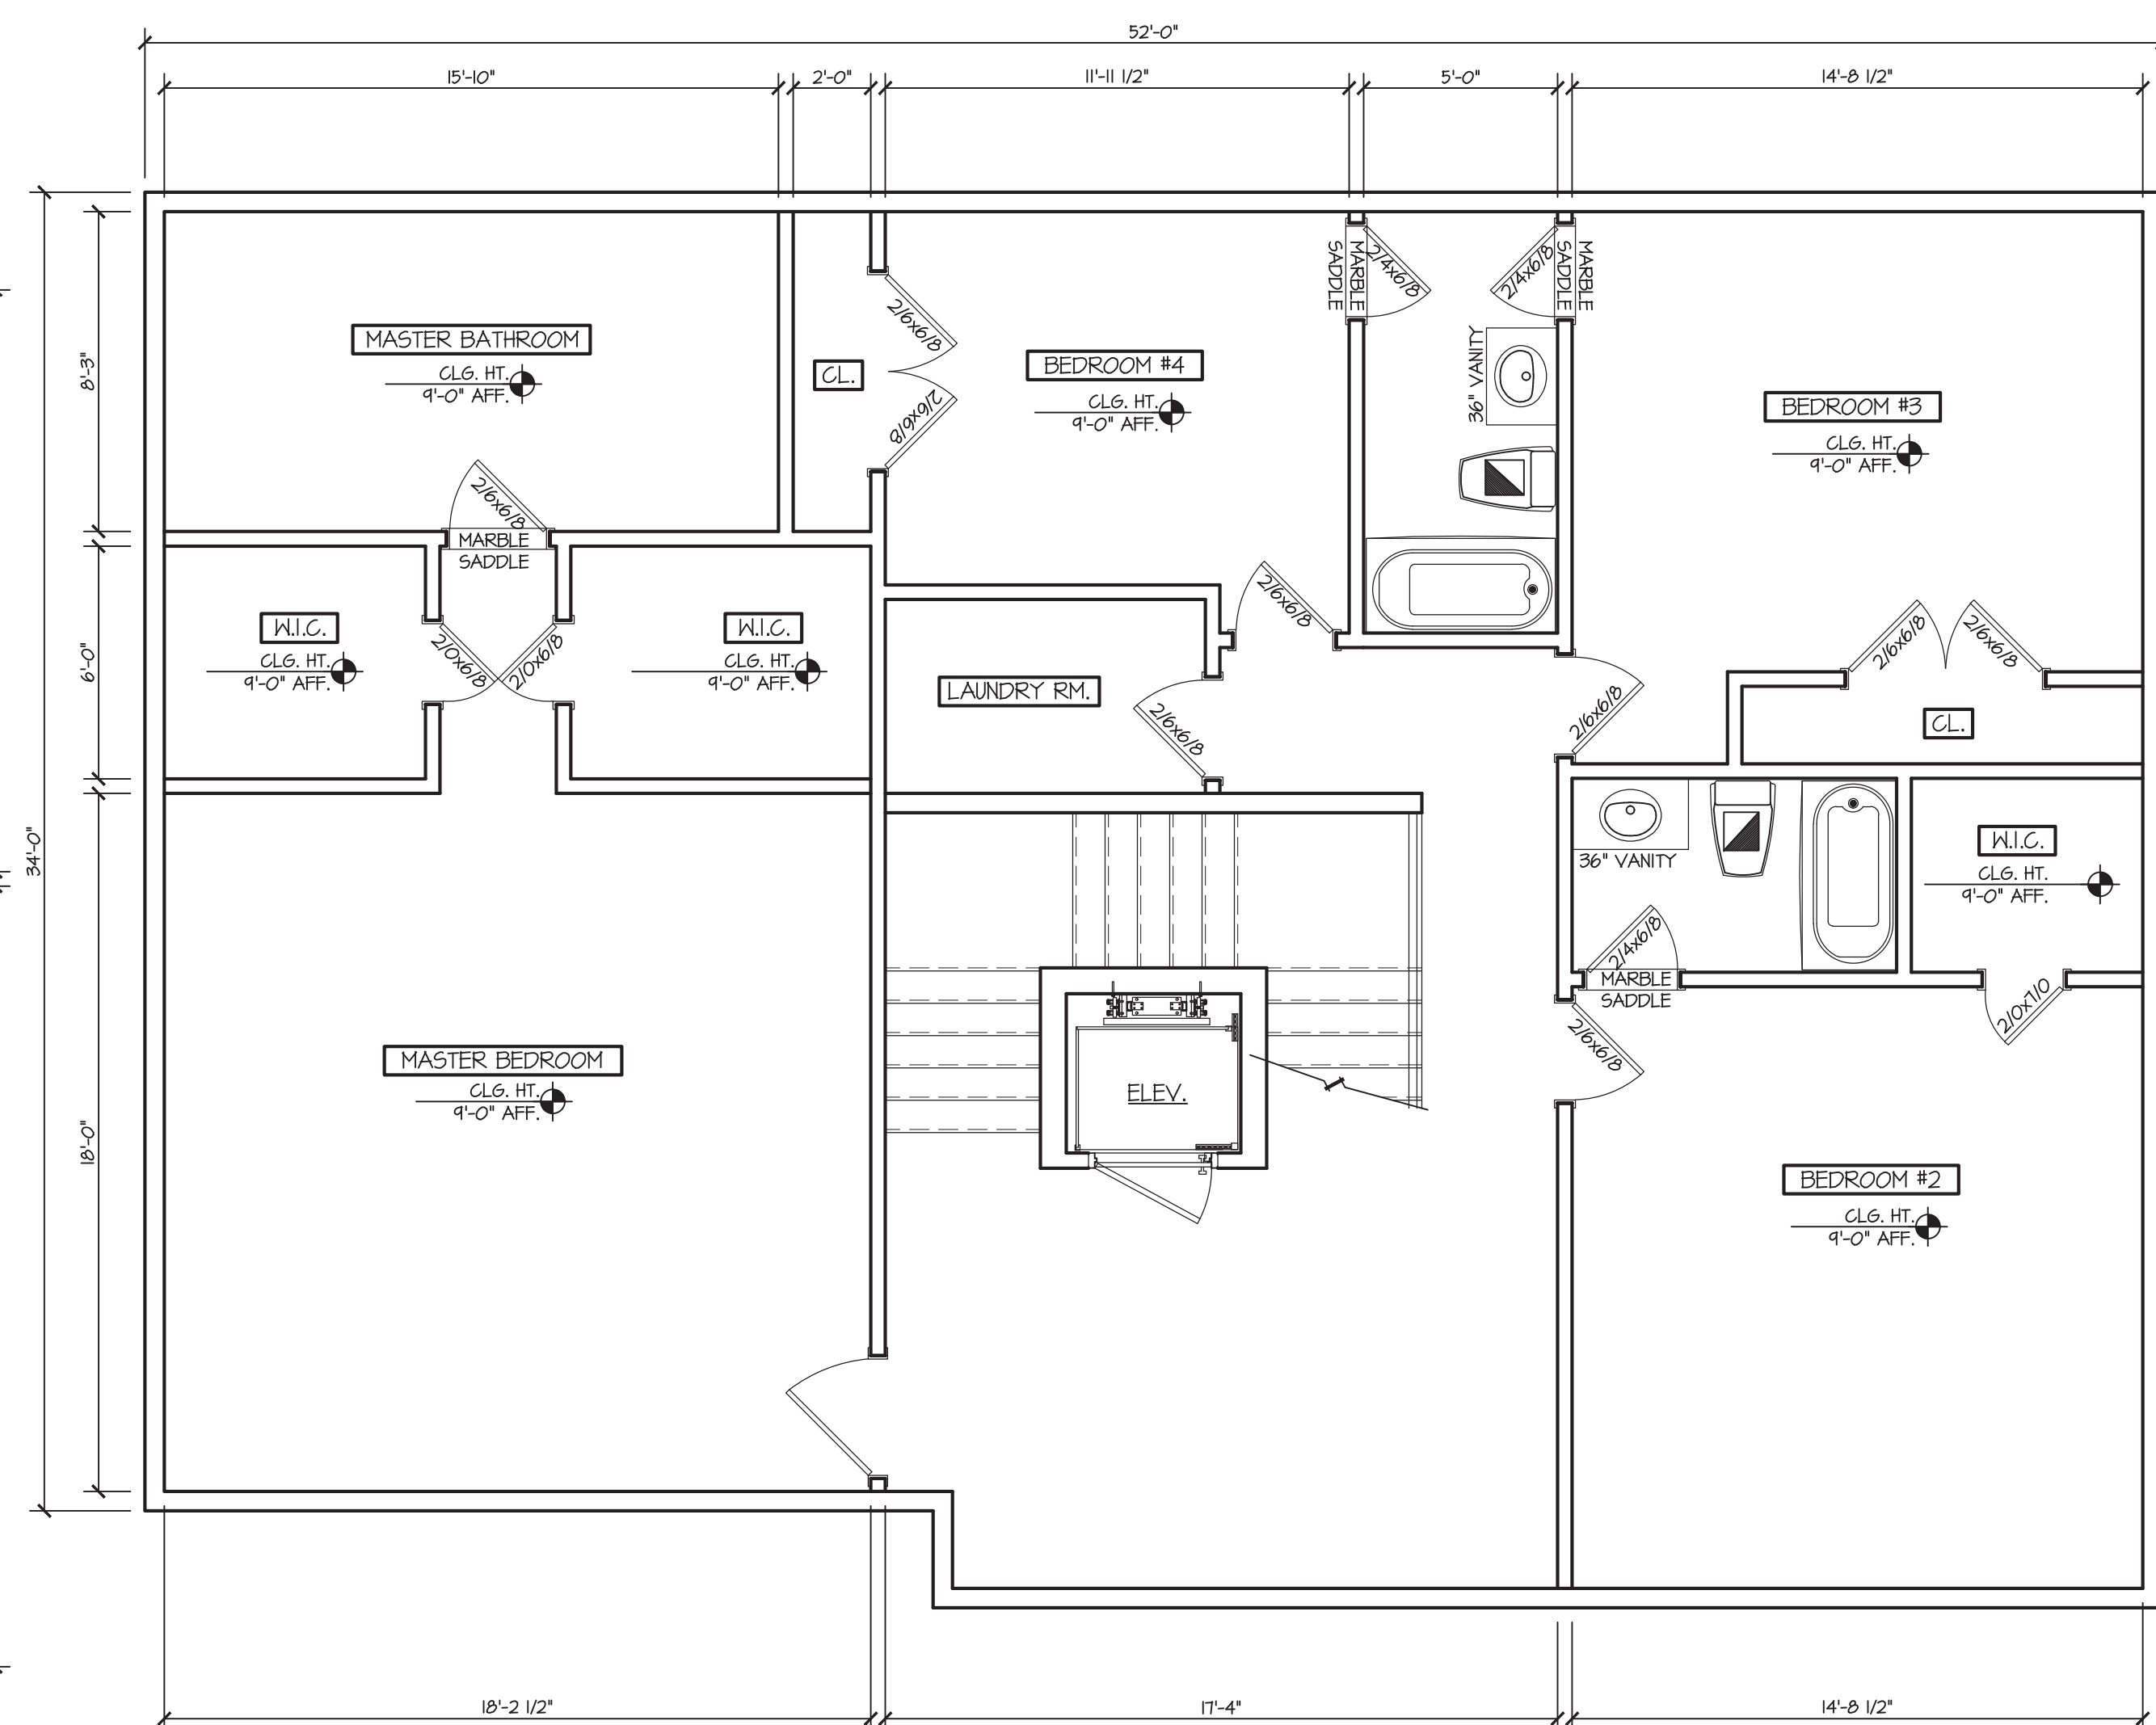 52'-0"
15'-10"
2'-0"
11'-11 1/2"
5'-0"
14'-8 1/2"
34'-0"
8'-3"
6'-0"
18'-0"
MASTER BATHROOM
CLG. HT.
9'-0" AFF.
2/6x6/8
MARBLE
SADDLE
CL.
2/6x6/8
2/6x6/8
BEDROOM #4
CLG. HT.
9'-0" AFF.
MARBLE
SADDLE
2/4x6/8
2/4x6/8
MARBLE
SADDLE
36" VANITY
BEDROOM #3
CLG. HT.
9'-0" AFF.
W.I.C.
CLG. HT.
9'-0" AFF.
2/0x6/8
2/0x6/8
W.I.C.
CLG. HT.
9'-0" AFF.
LAUNDRY RM.
2/6x6/8
2/6x6/8
2/6x6/8
2/6x6/8
2/6x6/8
CL.
36" VANITY
2/4x6/8
MARBLE
SADDLE
W.I.C.
CLG. HT.
9'-0" AFF.
2/0x7/0
2/6x6/8
MASTER BEDROOM
CLG. HT.
9'-0" AFF.
ELEV.
BEDROOM #2
CLG. HT.
9'-0" AFF.
18'-2 1/2"
17'-4"
14'-8 1/2"